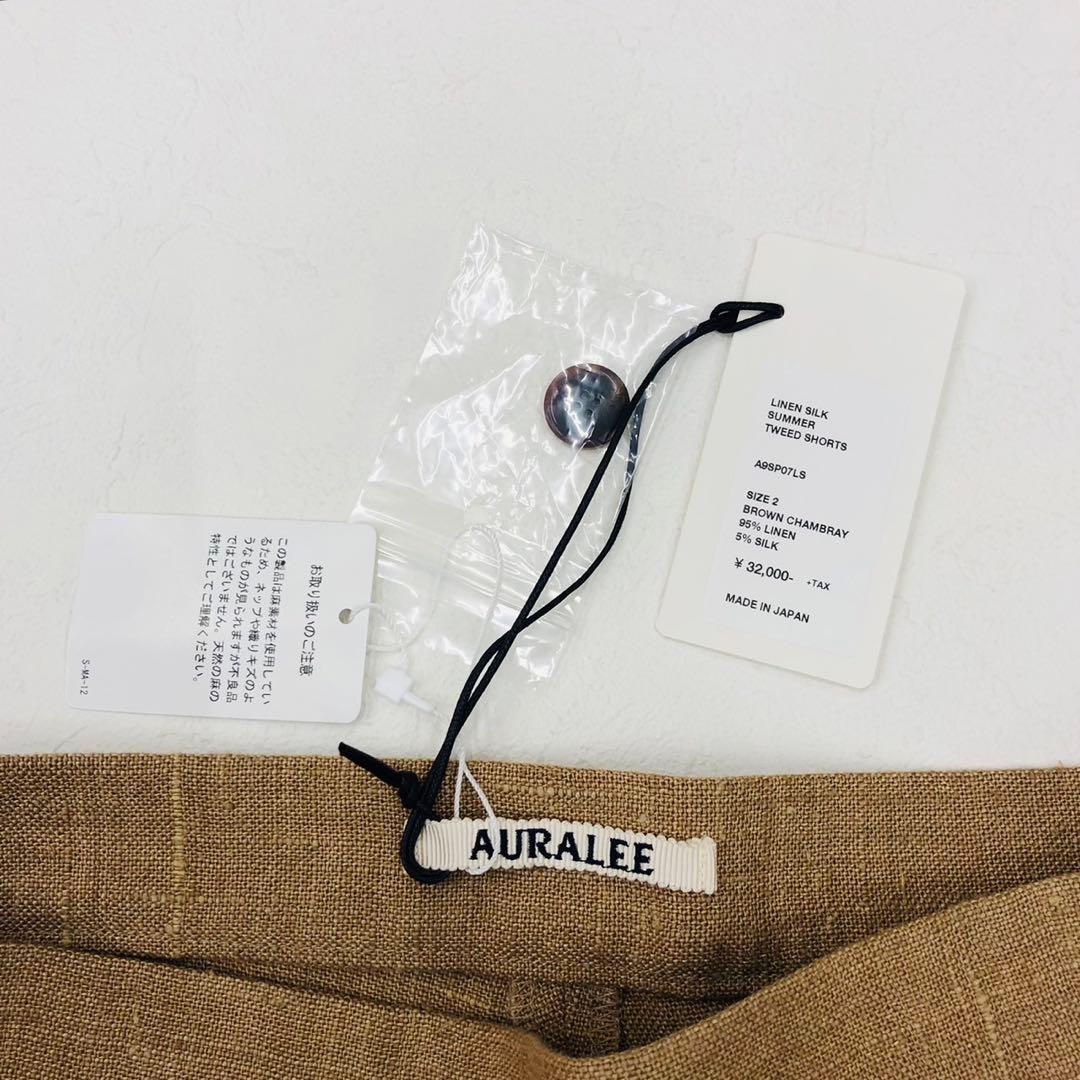 LINEN SILK
SUMMER
TWEED SHORTS
A9SP07LS
SIZE 2
BROWN CHAMBRAY
95% LINEN
5% SILK
¥ 32,000- +TAX
MADE IN JAPAN
お取り扱いのご注意
この製品は麻素材を使用してい
るため、ネップや織りキズのよ
うなものが見られますが不良品
ではございません。天然の麻の
特性としてご理解ください。
S-MA-12
AURALEE